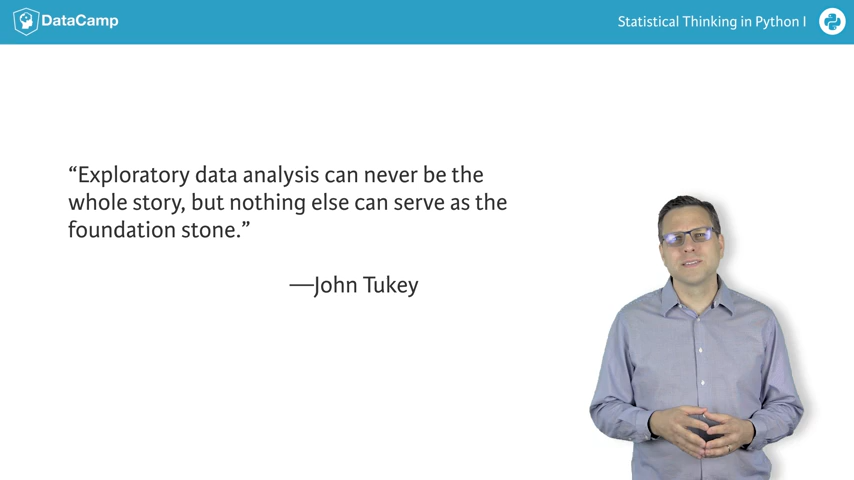 DataCamp
Statistical Thinking in Python I
“Exploratory data analysis can never be the
whole story, but nothing else can serve as the
foundation stone.”
—John Tukey